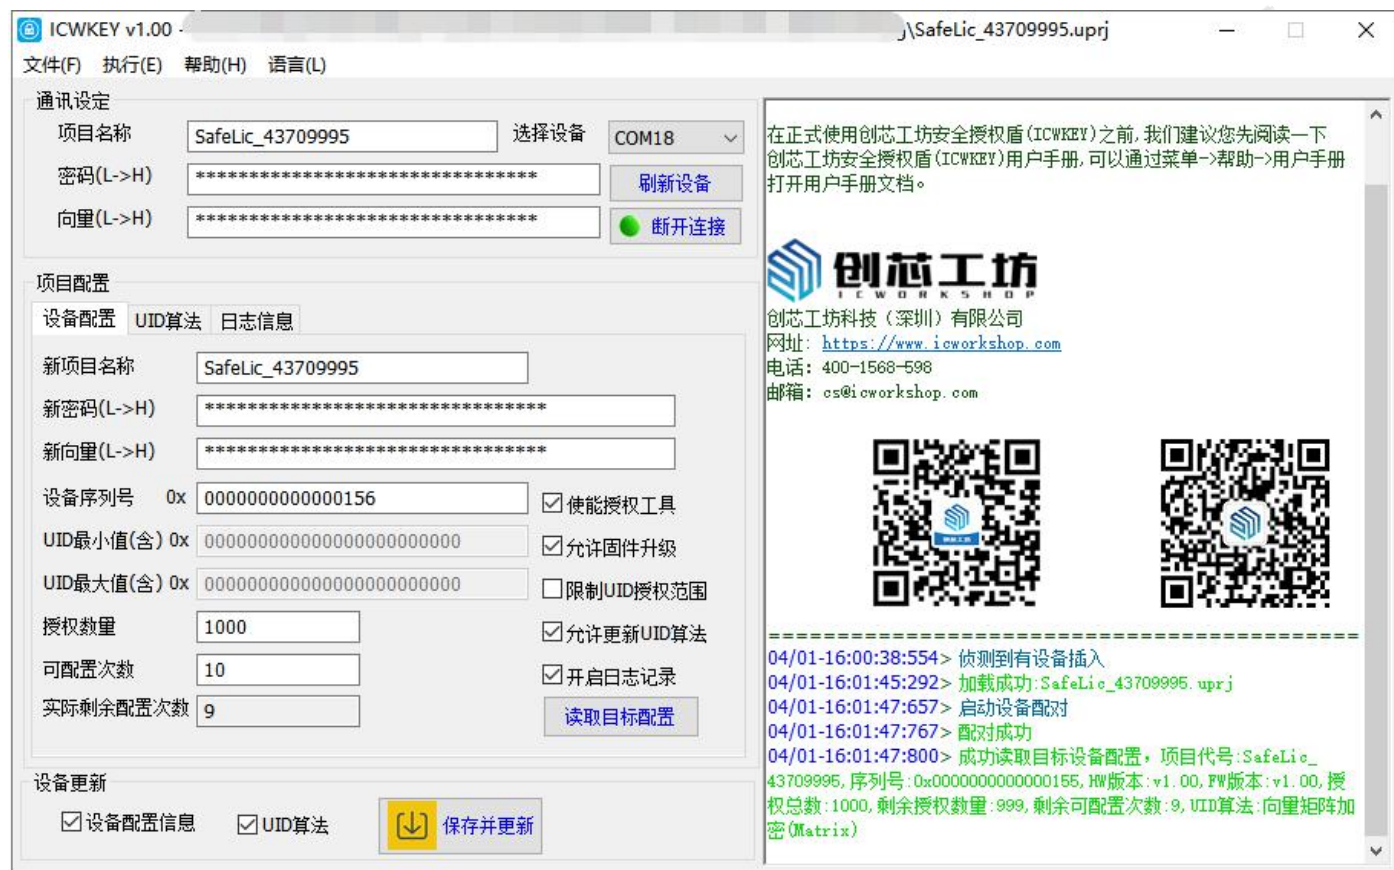 ICWKEY v1.00 -
\SafeLic_43709995.uprj
文件(F) 执行(E) 帮助(H) 语言(L)
通讯设定
项目名称 SafeLic_43709995 选择设备 COM18
密码(L->H) ******************************** 刷新设备
向量(L->H) ******************************** 断开连接
项目配置
设备配置 UID算法 日志信息
新项目名称 SafeLic_43709995
新密码(L->H) ********************************
新向量(L->H) ********************************
设备序列号 0x 0000000000000156 使能授权工具
UID最小值(含) 0x 000000000000000000000000 允许固件升级
UID最大值(含) 0x 000000000000000000000000 限制UID授权范围
授权数量 1000 允许更新UID算法
可配置次数 10 开启日志记录
实际剩余配置次数 9 读取目标配置
设备更新
设备配置信息 UID算法 保存并更新
在正式使用创芯工坊安全授权盾(ICWKEY)之前,我们建议您先阅读一下
创芯工坊安全授权盾(ICWKEY)用户手册,可以通过菜单->帮助->用户手册
打开用户手册文档。
创芯工坊
ICWORKSHOP
创芯工坊科技（深圳）有限公司
网址: https://www.icworkshop.com
电话: 400-1568-598
邮箱: cs@icworkshop.com
创芯工坊
===========================================
04/01-16:00:38:554> 侦测到有设备插入
04/01-16:01:45:292> 加载成功:SafeLic_43709995.uprj
04/01-16:01:47:657> 启动设备配对
04/01-16:01:47:767> 配对成功
04/01-16:01:47:800> 成功读取目标设备配置，项目代号:SafeLic_
43709995,序列号:0x0000000000000155,HW版本:v1.00,FW版本:v1.00,授
权总数:1000,剩余授权数量:999,剩余可配置次数:9,UID算法:向量矩阵加
密(Matrix)